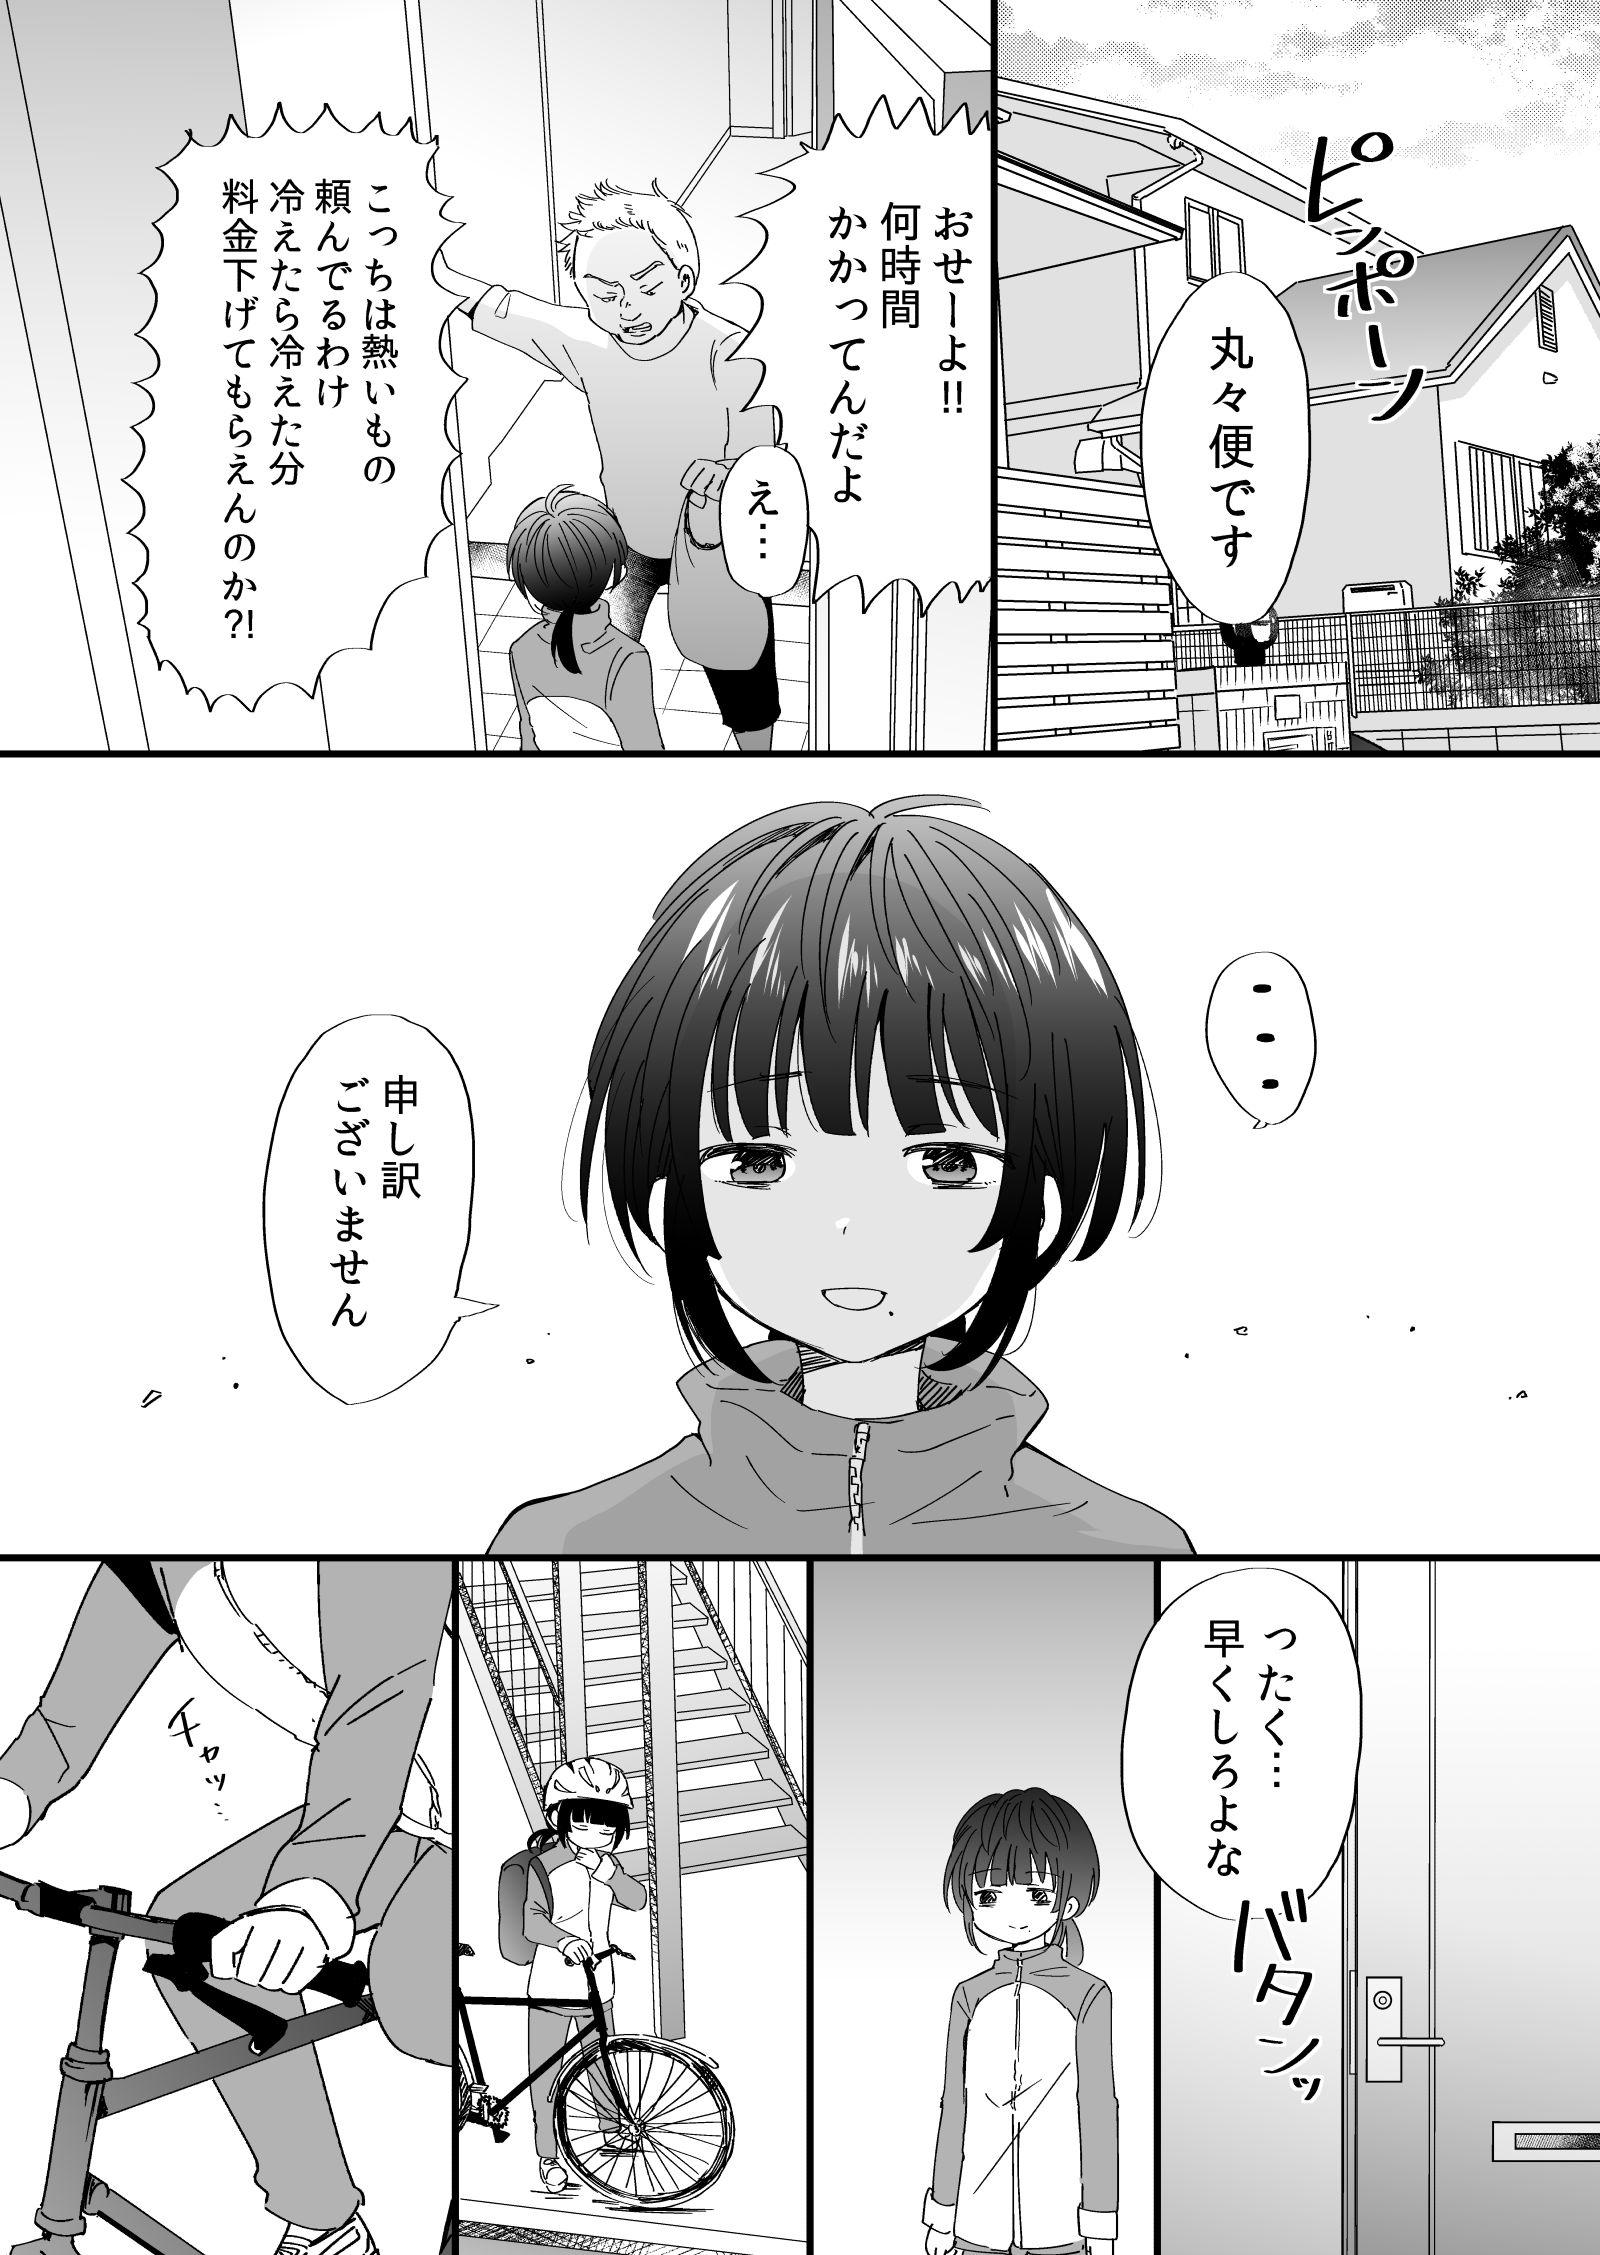 ピンポーン
丸々便です
おせーよ!!
何時間
かかってんだよ
え…
こっちは熱いもの
頼んでるわけ
冷えたら冷えた分
料金下げてもらえんのか?!
…
申し訳
ございません
ったく…
早くしろよな
バタンッ
チャッ…